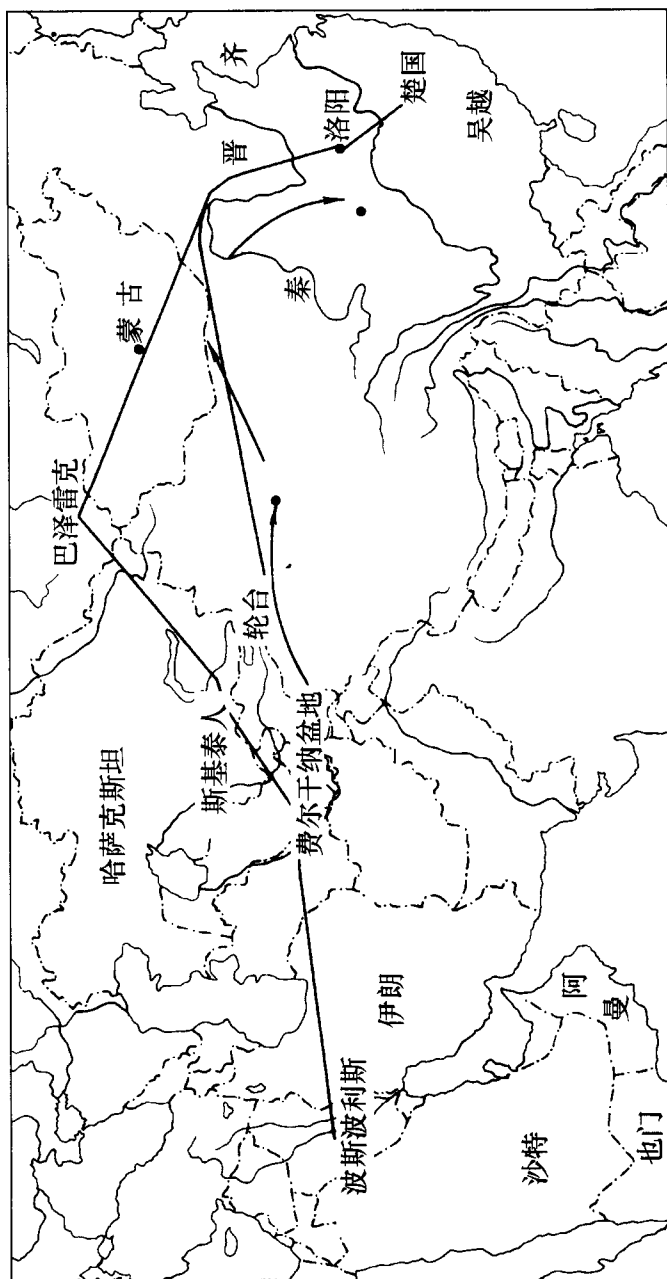 巴泽雷克
蒙古
哈萨克斯坦
斯基泰人
轮台
费尔干纳盆地
波斯波利斯
伊朗
沙特
阿曼
也门
晋
齐
秦
洛阳
楚国
吴越